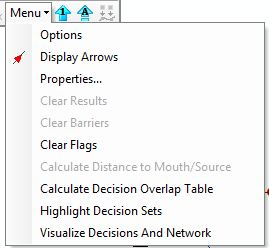 Menu
1 A
Options
Display Arrows
Properties...
Clear Results
Clear Barriers
Clear Flags
Calculate Distance to Mouth/Source
Calculate Decision Overlap Table
Highlight Decision Sets
Visualize Decisions And Network